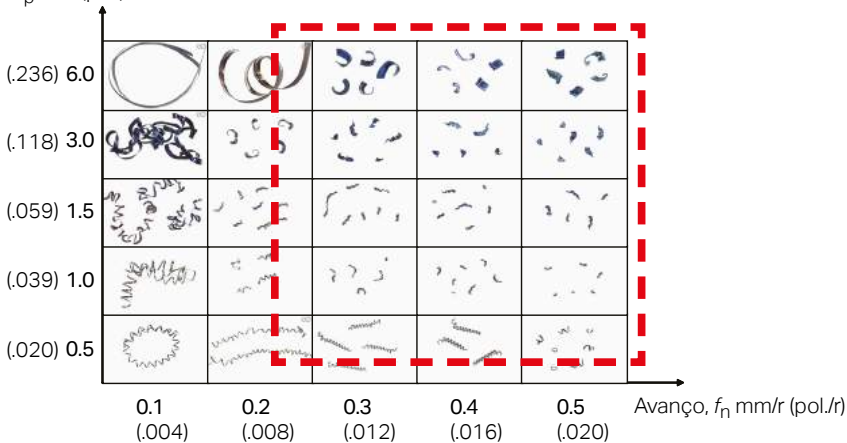 (.236) 6.0
(.118) 3.0
(.059) 1.5
(.039) 1.0
(.020) 0.5
0.1 0.2 0.3 0.4 0.5 Avanço, fn mm/r (pol./r)
(.004) (.008) (.012) (.016) (.020)